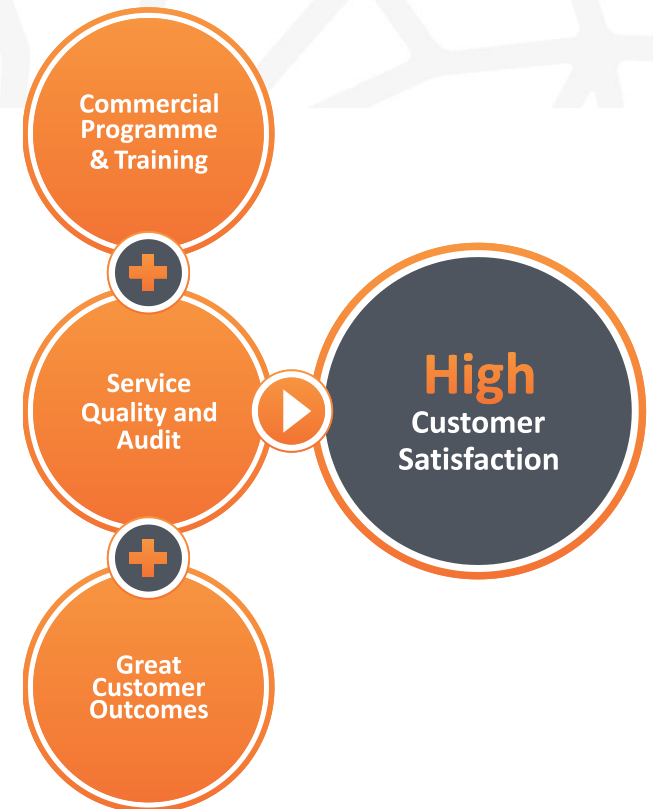 Commercial
Programme
& Training
Service
Quality and
Audit
Great
Customer
Outcomes
High
Customer
Satisfaction